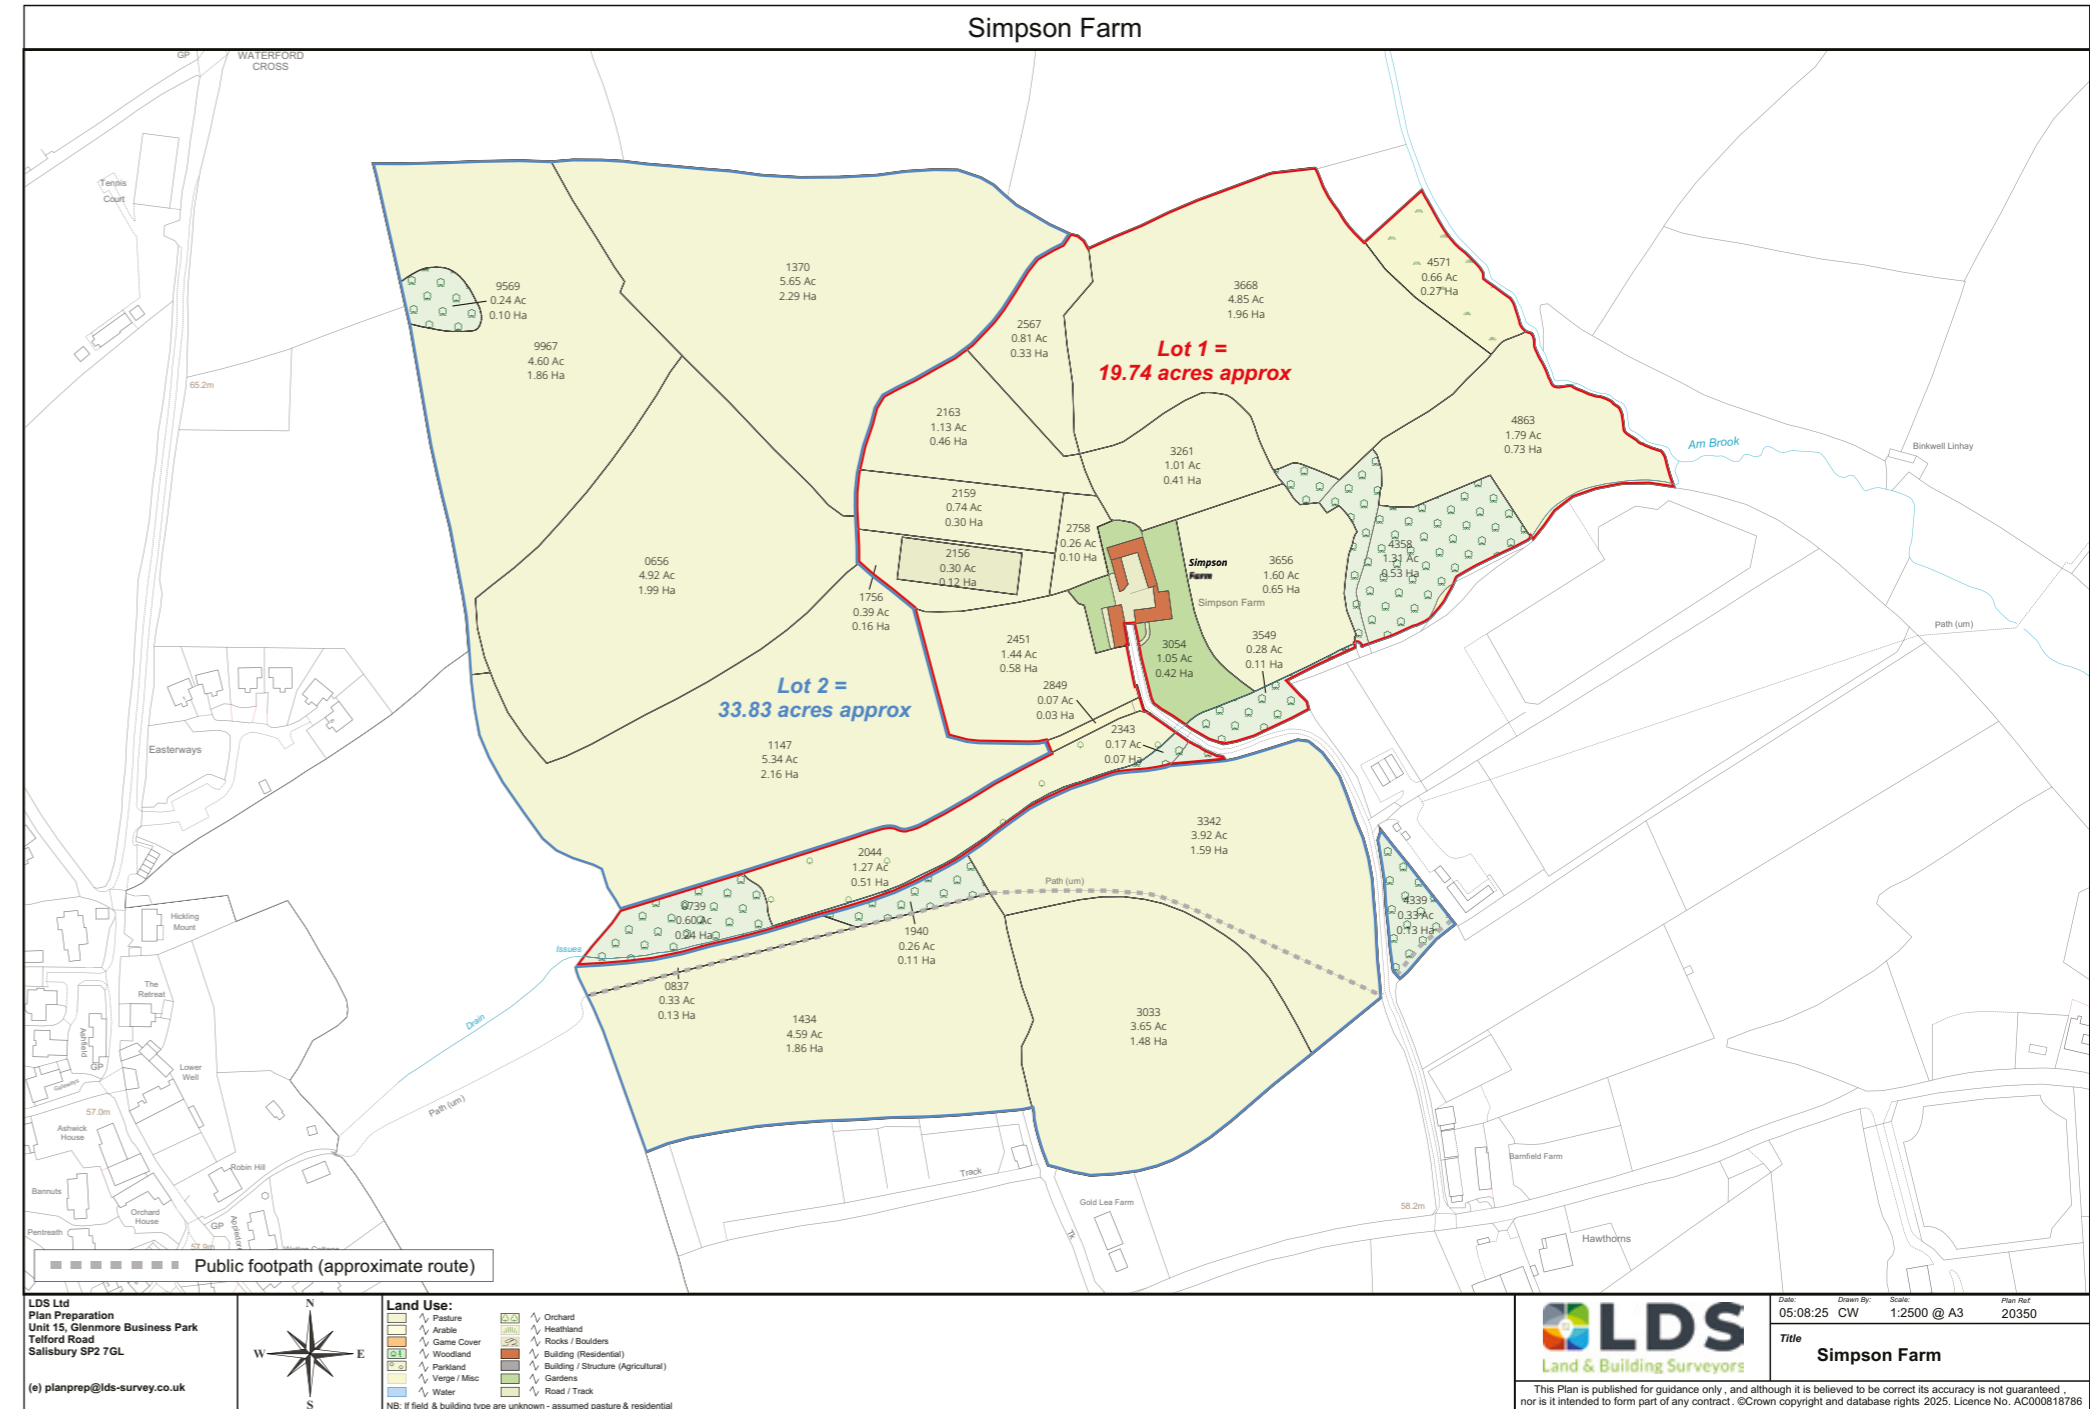 Simpson Farm
GP
WATERFORD
CROSS
Tennis
Court
65.2m
9569
0.24 Ac
0.10 Ha
9967
4.60 Ac
1.86 Ha
1370
5.65 Ac
2.29 Ha
2567
0.81 Ac
0.33 Ha
3668
4.85 Ac
1.96 Ha
4571
0.66 Ac
0.27 Ha
Lot 1 =
19.74 acres approx
2163
1.13 Ac
0.46 Ha
3261
1.01 Ac
0.41 Ha
4863
1.79 Ac
0.73 Ha
Am Brook
Binkwell Linhay
2159
0.74 Ac
0.30 Ha
2758
0.26 Ac
0.10 Ha
2156
0.30 Ac
0.12 Ha
4358
1.31 Ac
0.53 Ha
0656
4.92 Ac
1.99 Ha
1756
0.39 Ac
0.16 Ha
Simpson
Farm
Simpson Farm
3656
1.60 Ac
0.65 Ha
Path (um)
2451
1.44 Ac
0.58 Ha
3054
1.05 Ac
0.42 Ha
3549
0.28 Ac
0.11 Ha
2849
0.07 Ac
0.03 Ha
Lot 2 =
33.83 acres approx
Easterways
1147
5.34 Ac
2.16 Ha
2343
0.17 Ac
0.07 Ha
3342
3.92 Ac
1.59 Ha
2044
1.27 Ac
0.51 Ha
Path (um)
4339
0.33 Ac
0.13 Ha
0.60 Ac
0.24 Ha
1940
0.26 Ac
0.11 Ha
Issues
Hickling
Mount
The
Retreat
0837
0.33 Ac
0.13 Ha
1434
4.59 Ac
1.86 Ha
3033
3.65 Ac
1.48 Ha
Drain
Ashfield
GP
Lower
Well
Path (um)
57.0m
Ashwick
House
Robin Hill
Bannuts
Orchard
House
GP
Pentreath
Track
Tk
Gold Lea Farm
Barnfield Farm
58.2m
Hawthorns
Public footpath (approximate route)
LDS Ltd
Plan Preparation
Unit 15, Glenmore Business Park
Telford Road
Salisbury SP2 7GL
(e) planprep@lds-survey.co.uk
N
W
E
S
Land Use:
Pasture
Arable
Game Cover
Woodland
Parkland
Verge / Misc
Water
Orchard
Heathland
Rocks / Boulders
Building (Residential)
Building / Structure (Agricultural)
Gardens
Road / Track
NB: If field & building type are unknown - assumed pasture & residential
LDS
Land & Building Surveyors
Date: Drawn By: Scale: Plan Ref:
05:08:25 CW 1:2500 @ A3 20350
Title
Simpson Farm
This Plan is published for guidance only, and although it is believed to be correct its accuracy is not guaranteed,
nor is it intended to form part of any contract. ©Crown copyright and database rights 2025. Licence No. AC000818786